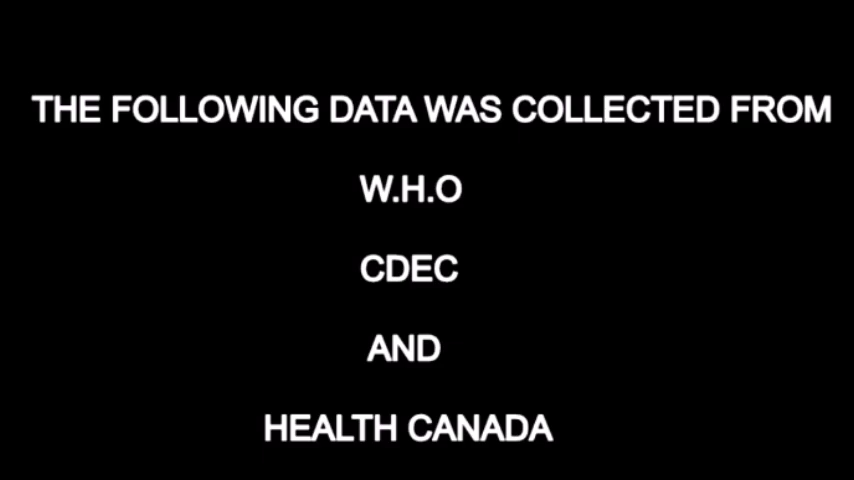 THE FOLLOWING DATA WAS COLLECTED FROM
W.H.O
CDEC
AND
HEALTH CANADA